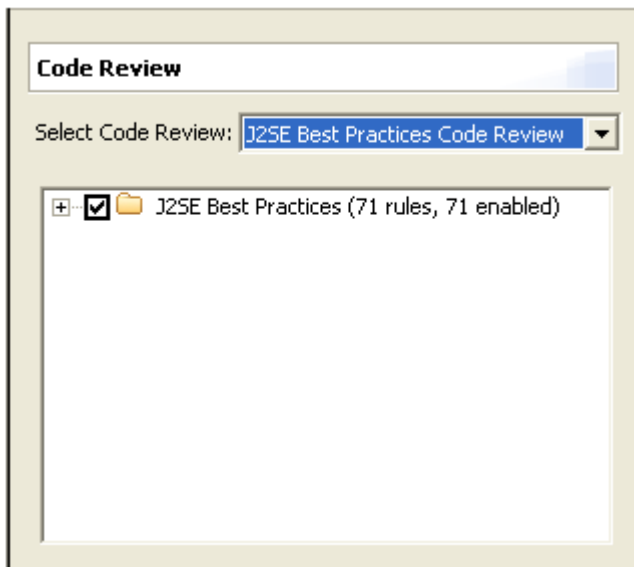 Code Review
Select Code Review: J2SE Best Practices Code Review
J2SE Best Practices (71 rules, 71 enabled)